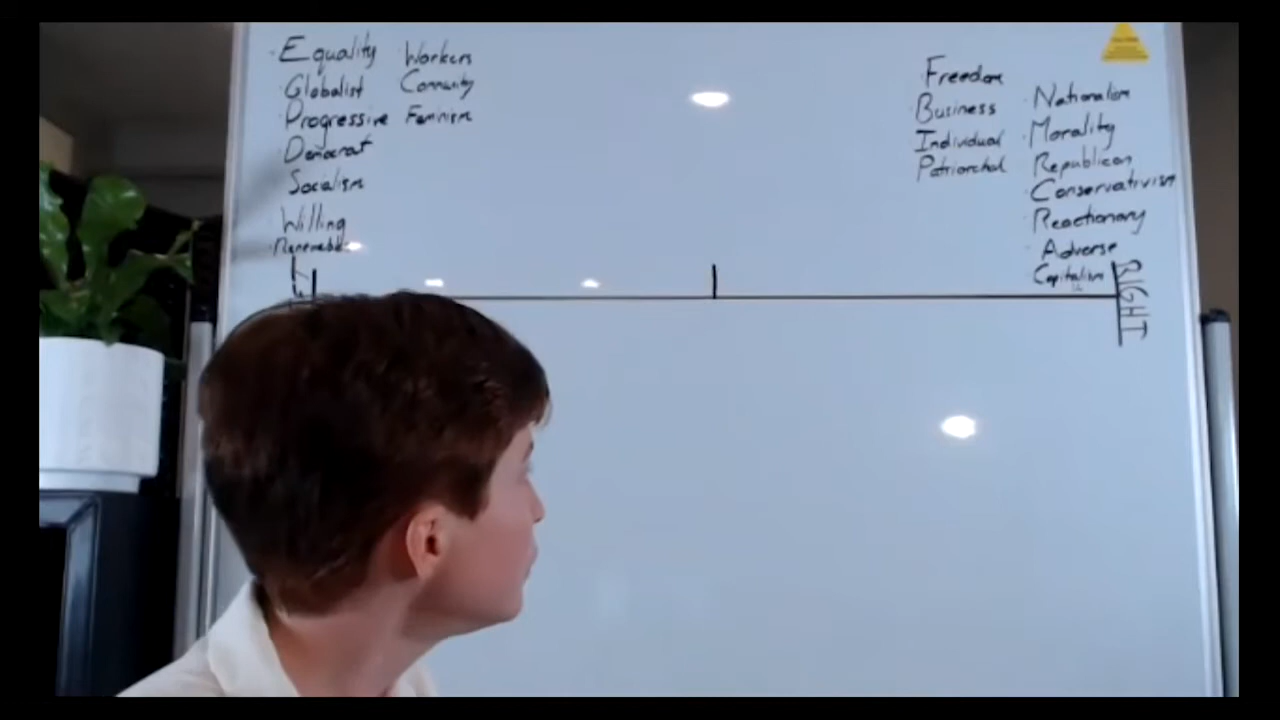 · Equality
· Globalist
· Progressive
· Democrat
· Socialism
Willing
· Renewable
· Workers
· Community
Feminism
· Freedom
· Business
· Individual
· Patriarchal
· Nationalism
· Morality
· Republican
· Conservativism
· Reactionary
· Adverse
· Capitalism
RIGHT